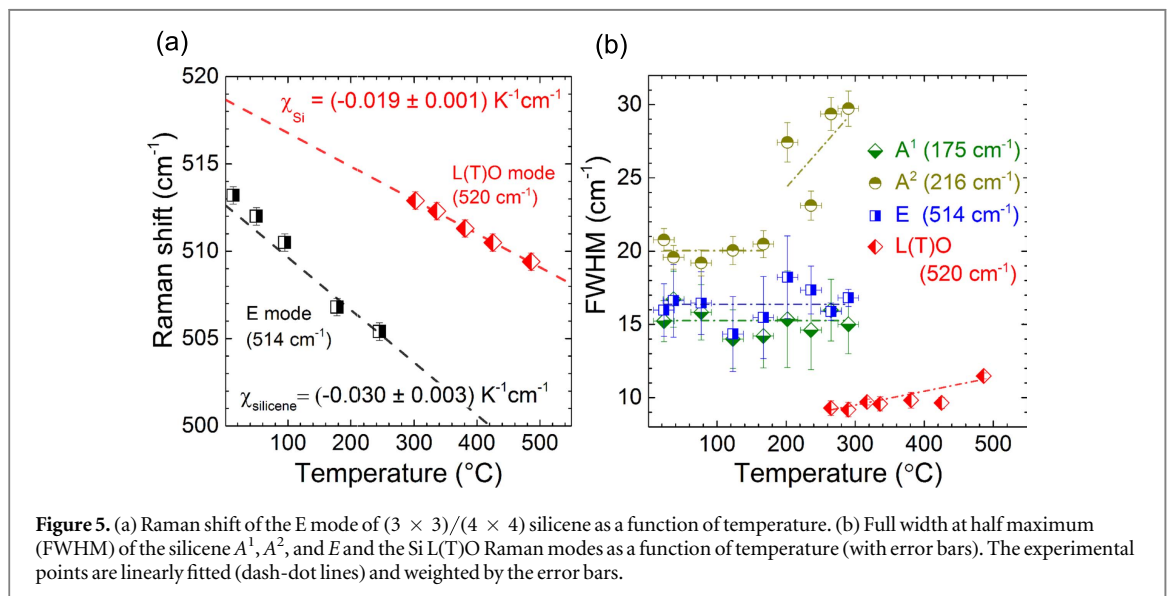 (a)
(b)
520
515
510
505
500
Raman shift (cm⁻¹)
χSi = (-0.019 ± 0.001) K⁻¹cm⁻¹
L(T)O mode
(520 cm⁻¹)
E mode
(514 cm⁻¹)
χsilicene= (-0.030 ± 0.003) K⁻¹cm⁻¹
100 200 300 400 500
Temperature (°C)
30
25
20
15
10
FWHM (cm⁻¹)
A¹ (175 cm⁻¹)
A² (216 cm⁻¹)
E (514 cm⁻¹)
L(T)O
(520 cm⁻¹)
100 200 300 400 500
Temperature (°C)
Figure 5. (a) Raman shift of the E mode of (3 × 3)/(4 × 4) silicene as a function of temperature. (b) Full width at half maximum
(FWHM) of the silicene A¹, A², and E and the Si L(T)O Raman modes as a function of temperature (with error bars). The experimental
points are linearly fitted (dash-dot lines) and weighted by the error bars.